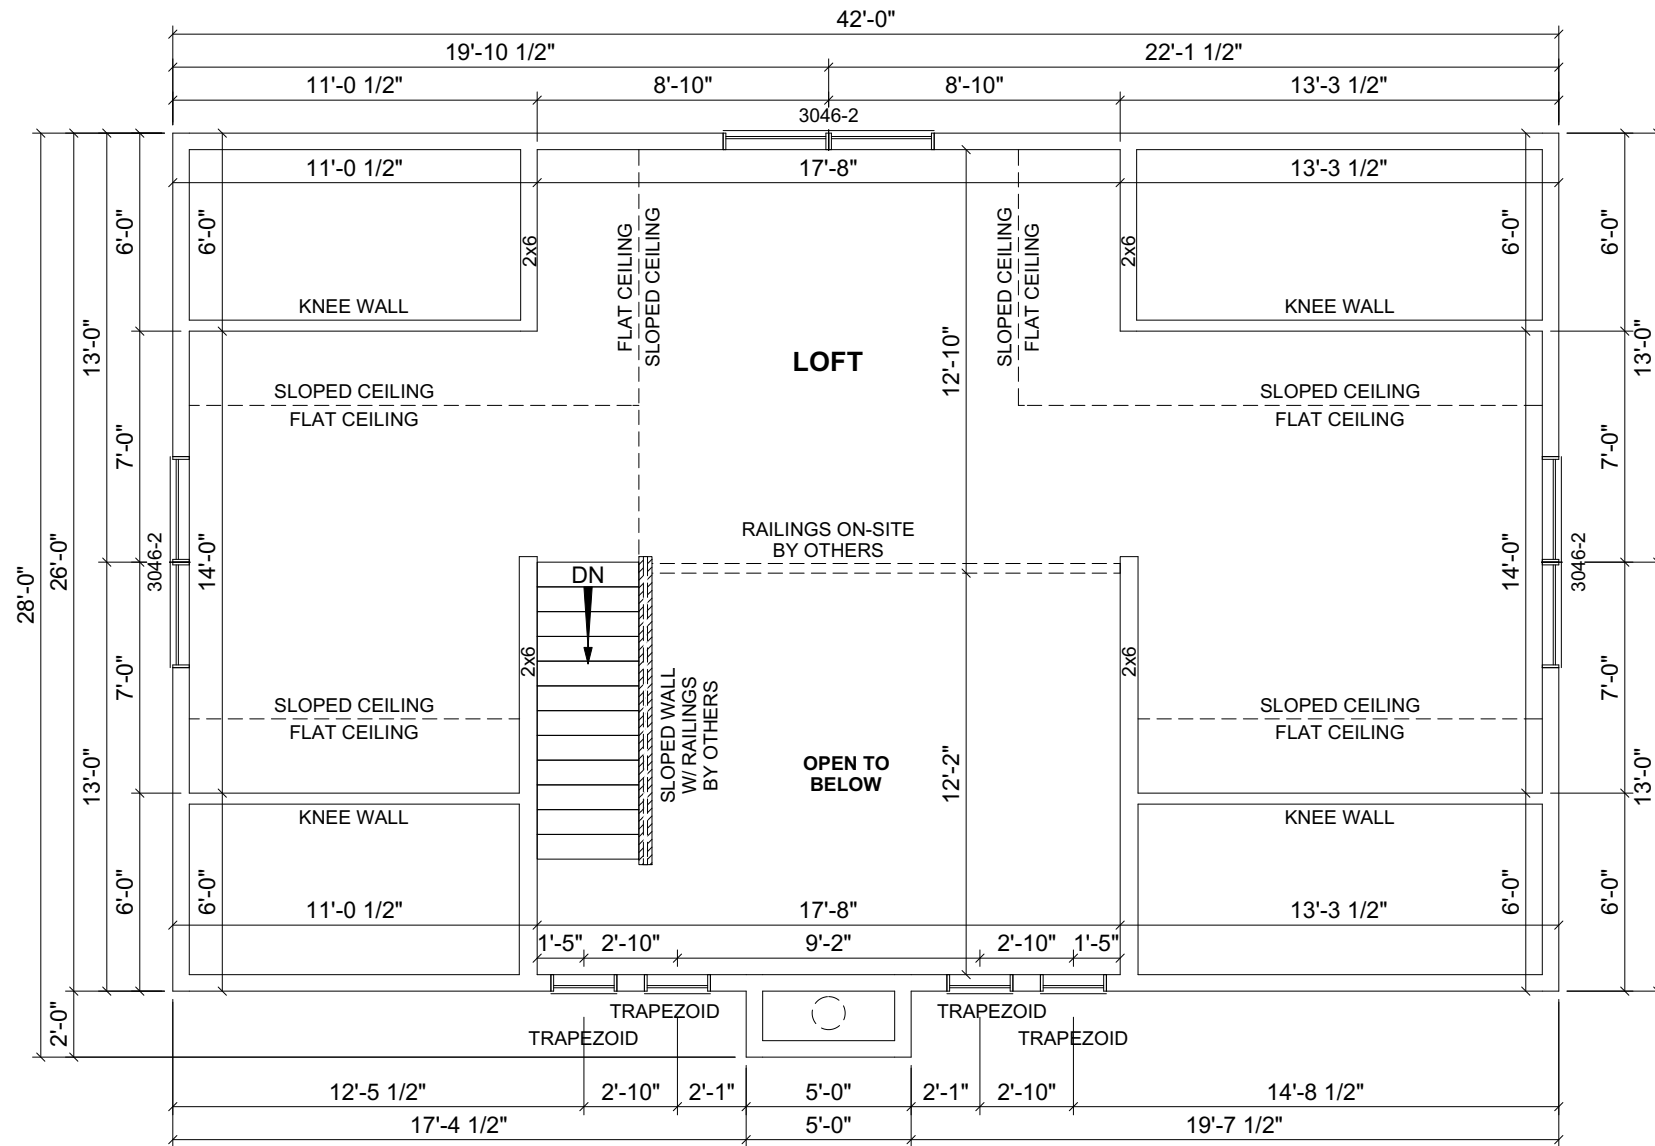 42'-0"
19'-10 1/2"
22'-1 1/2"
11'-0 1/2"
8'-10"
8'-10"
13'-3 1/2"
3046-2
11'-0 1/2"
17'-8"
13'-3 1/2"
6'-0"
6'-0"
2x6
FLAT CEILING
SLOPED CEILING
SLOPED CEILING
FLAT CEILING
2x6
6'-0"
6'-0"
KNEE WALL
KNEE WALL
13'-0"
LOFT
12'-10"
13'-0"
SLOPED CEILING
FLAT CEILING
SLOPED CEILING
FLAT CEILING
7'-0"
7'-0"
28'-0"
26'-0"
3046-2
14'-0"
RAILINGS ON-SITE
BY OTHERS
14'-0"
3046-2
DN
7'-0"
2x6
2x6
7'-0"
SLOPED CEILING
FLAT CEILING
SLOPED WALL
W/ RAILINGS
BY OTHERS
SLOPED CEILING
FLAT CEILING
13'-0"
OPEN TO
BELOW
12'-2"
13'-0"
KNEE WALL
KNEE WALL
6'-0"
6'-0"
6'-0"
6'-0"
11'-0 1/2"
17'-8"
13'-3 1/2"
1'-5"
2'-10"
9'-2"
2'-10"
1'-5"
2'-0"
TRAPEZOID
TRAPEZOID
TRAPEZOID
TRAPEZOID
12'-5 1/2"
2'-10"
2'-1"
5'-0"
2'-1"
2'-10"
14'-8 1/2"
17'-4 1/2"
5'-0"
19'-7 1/2"